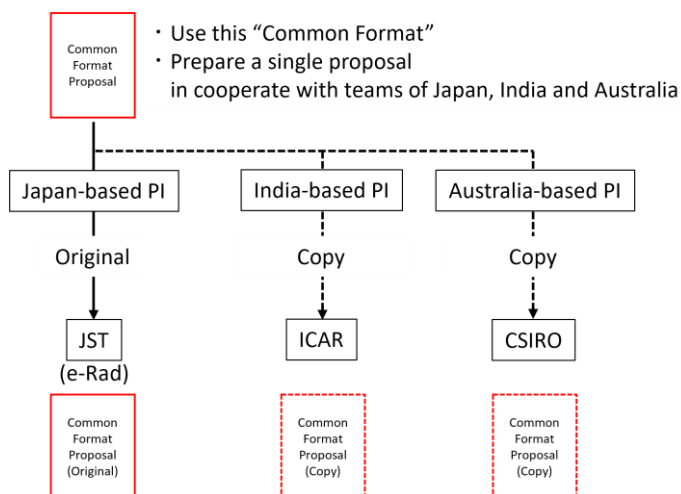 Common
Format
Proposal
・ Use this “Common Format”
・ Prepare a single proposal
in cooperate with teams of Japan, India and Australia
Japan-based PI
India-based PI
Australia-based PI
Original
Copy
Copy
JST
(e-Rad)
ICAR
CSIRO
Common
Format
Proposal
(Original)
Common
Format
Proposal
(Copy)
Common
Format
Proposal
(Copy)